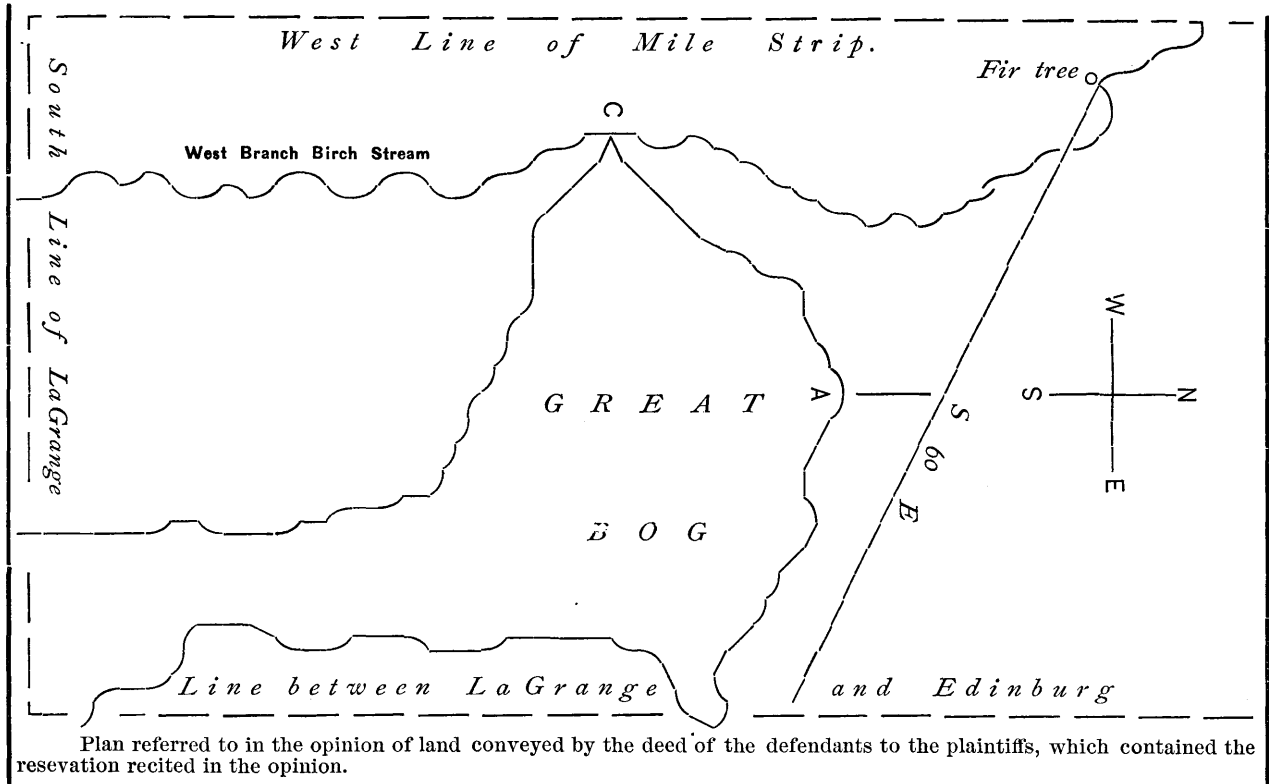 West Line of Mile Strip.
Fir tree
South Line of LaGrange
C
West Branch Birch Stream
W
S
N
E
GREAT
A
S 60 E
BOG
Line between LaGrange and Edinburg
Plan referred to in the opinion of land conveyed by the deed of the defendants to the plaintiffs, which contained the
resevation recited in the opinion.